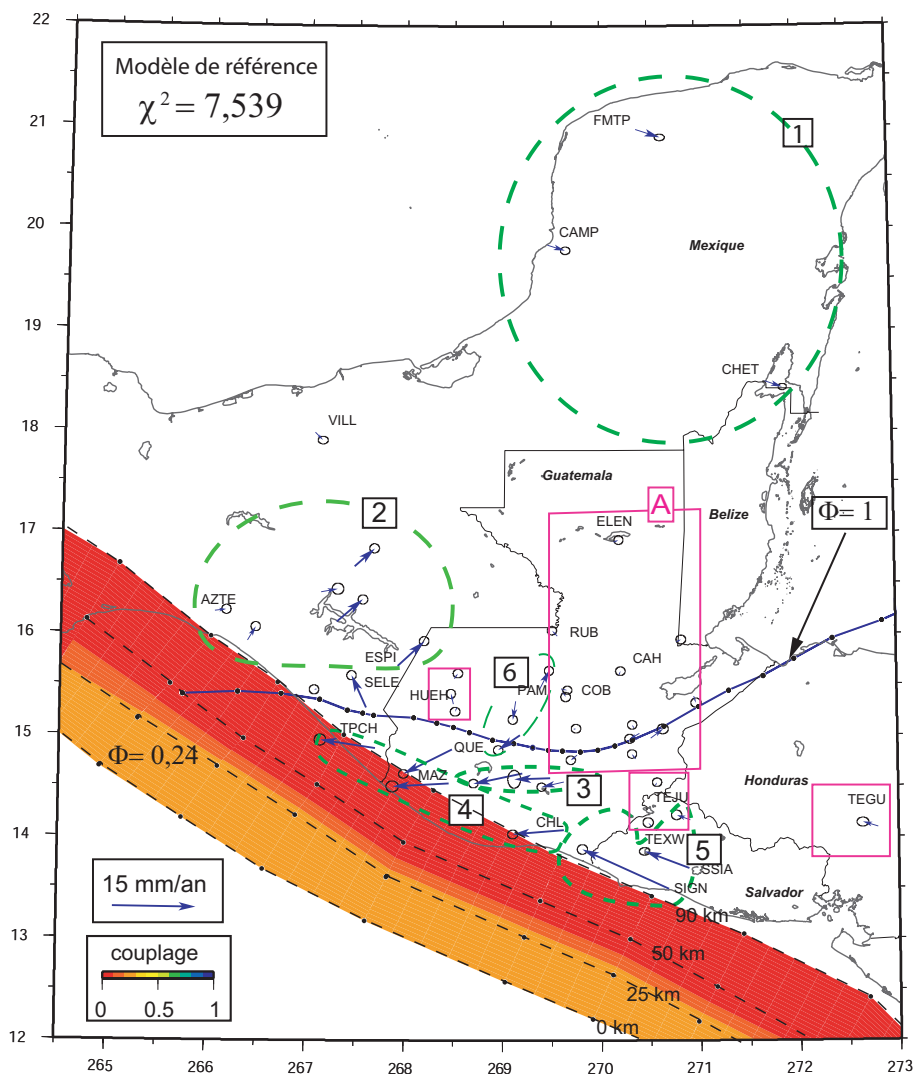 22
21
20
19
18
17
16
15
14
13
12
Modèle de référence
χ² = 7,539
FMTP
1
CAMP
Mexique
CHET
VILL
Guatemala
A
Φ= 1
2
ELEN
Belize
AZTE
RUB
ESPI
CAH
SELE
6
HUEH
PAM
COB
TPCH
QUE
Φ= 0,24
MAZ
3
Honduras
4
TEJU
TEGU
CHL
TEXW
5
SSIA
15 mm/an
SIGN
Salvador
90 km
couplage
50 km
0 0.5 1
25 km
0 km
265 266 267 268 269 270 271 272 273